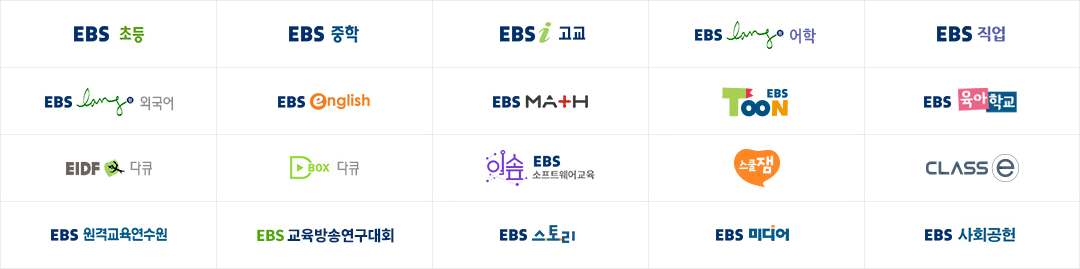 EBS 초등
EBS 중학
EBS i 고교
EBS lang 어학
EBS 직업
EBS lang 외국어
EBS english
EBS MATH
EBS TOON
EBS 육아학교
EIDF 다큐
D BOX 다큐
이솦 EBS 소프트웨어교육
스쿨잼
CLASS e
EBS 원격교육연수원
EBS 교육방송연구대회
EBS 스토리
EBS 미디어
EBS 사회공헌